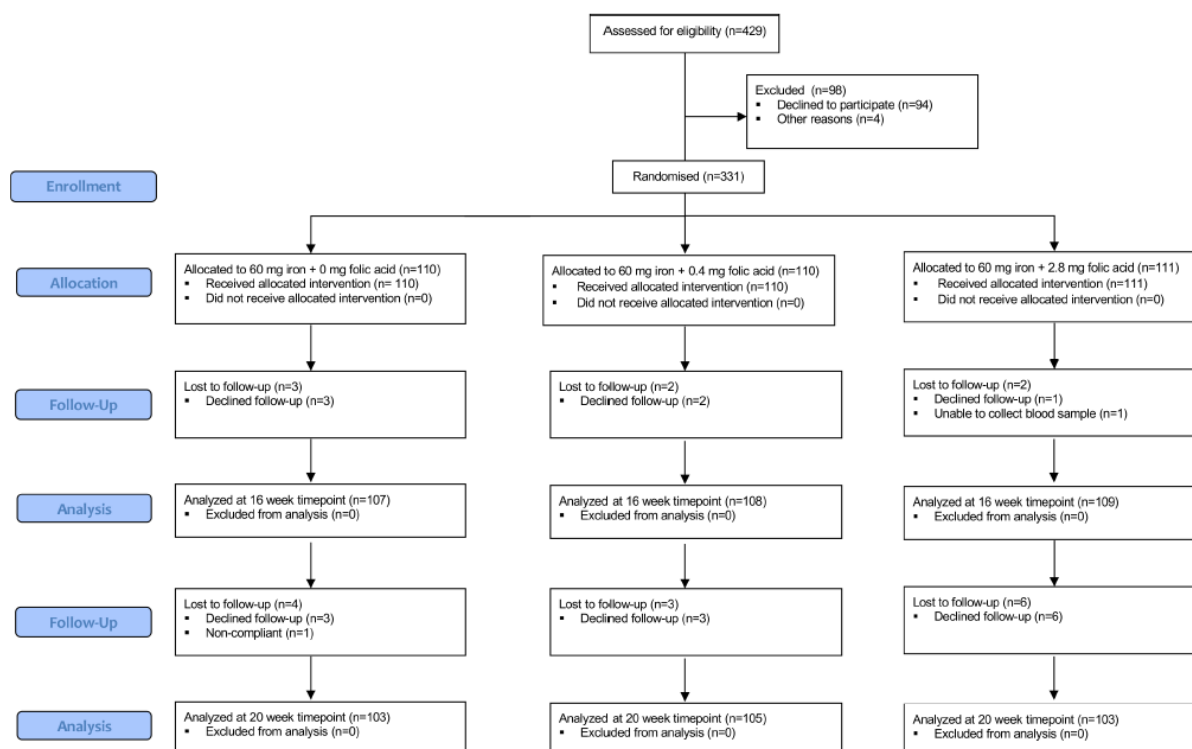 Assessed for eligibility (n=429)
Excluded (n=98)
▪ Declined to participate (n=94)
▪ Other reasons (n=4)
Enrollment
Randomised (n=331)
Allocation
Allocated to 60 mg iron + 0 mg folic acid (n=110)
▪ Received allocated intervention (n= 110)
▪ Did not receive allocated intervention (n=0)
Allocated to 60 mg iron + 0.4 mg folic acid (n=110)
▪ Received allocated intervention (n=110)
▪ Did not receive allocated intervention (n=0)
Allocated to 60 mg iron + 2.8 mg folic acid (n=111)
▪ Received allocated intervention (n=111)
▪ Did not receive allocated intervention (n=0)
Follow-Up
Lost to follow-up (n=3)
▪ Declined follow-up (n=3)
Lost to follow-up (n=2)
▪ Declined follow-up (n=2)
Lost to follow-up (n=2)
▪ Declined follow-up (n=1)
▪ Unable to collect blood sample (n=1)
Analysis
Analyzed at 16 week timepoint (n=107)
▪ Excluded from analysis (n=0)
Analyzed at 16 week timepoint (n=108)
▪ Excluded from analysis (n=0)
Analyzed at 16 week timepoint (n=109)
▪ Excluded from analysis (n=0)
Follow-Up
Lost to follow-up (n=4)
▪ Declined follow-up (n=3)
▪ Non-compliant (n=1)
Lost to follow-up (n=3)
▪ Declined follow-up (n=3)
Lost to follow-up (n=6)
▪ Declined follow-up (n=6)
Analysis
Analyzed at 20 week timepoint (n=103)
▪ Excluded from analysis (n=0)
Analyzed at 20 week timepoint (n=105)
▪ Excluded from analysis (n=0)
Analyzed at 20 week timepoint (n=103)
▪ Excluded from analysis (n=0)